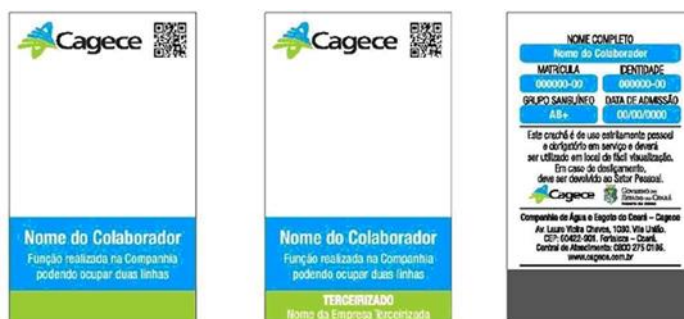 Cagece
Nome do Colaborador
Função realizada na Companhia
podendo ocupar duas linhas
Cagece
Nome do Colaborador
Função realizada na Companhia
podendo ocupar duas linhas
TERCEIRIZADO
Nome da Empresa Terceirizada
NOME COMPLETO
Nome do Colaborador
MATRÍCULA IDENTIDADE
000000-00 000000-00
GRUPO SANGUÍNEO DATA DE ADMISSÃO
AB+ 00/00/0000
Este crachá é de uso estritamente pessoal
e obrigatório em serviço e deverá
ser utilizado em local de fácil visualização.
Em caso de desligamento,
deve ser devolvido ao Setor Pessoal.
Cagece Governo do Estado do Ceará
Companhia de Água e Esgoto do Ceará - Cagece
Av. Lauro Vieira Chaves, 1030. Vila União.
CEP: 60422-901. Fortaleza - Ceará.
Central de Atendimento: 0800 275 0195.
www.cagece.com.br